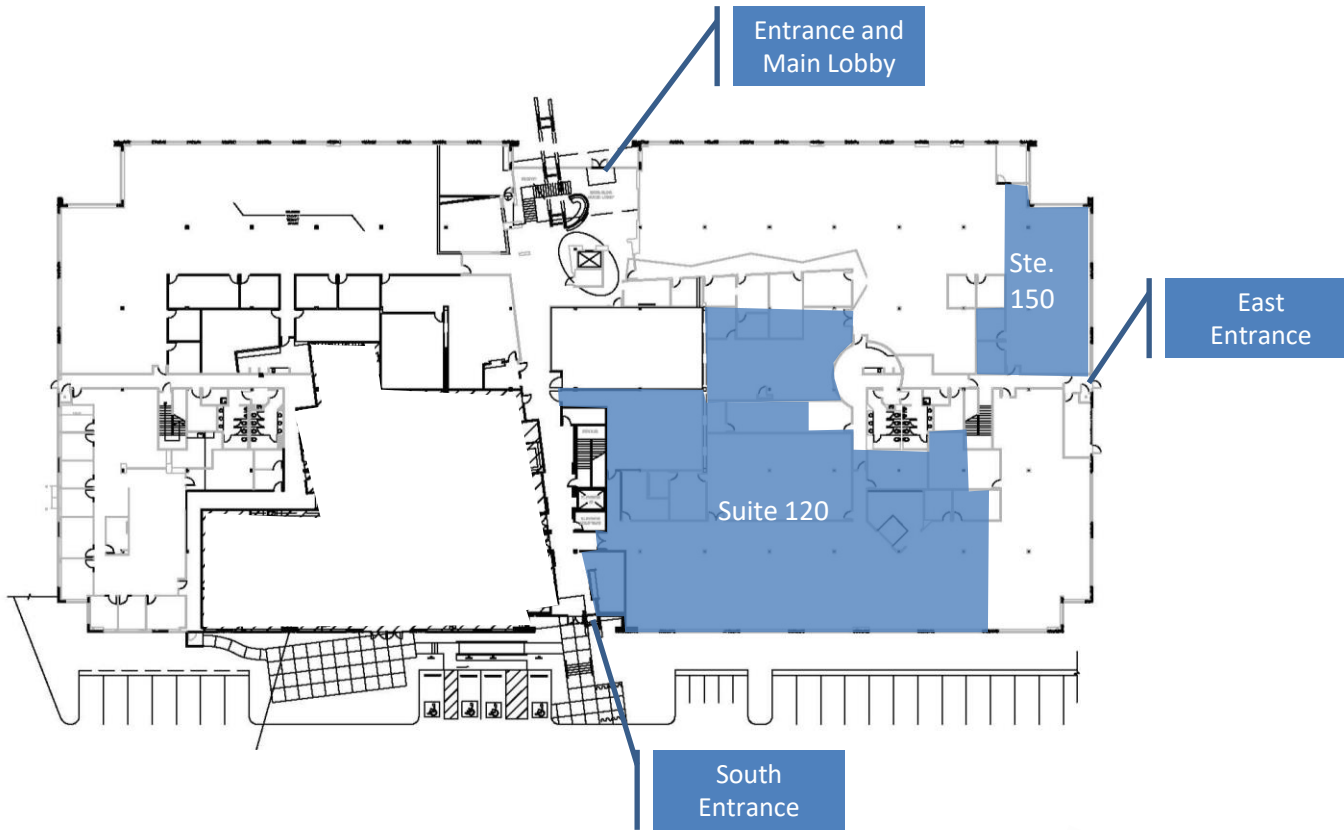 Entrance and
Main Lobby
Ste.
150
East
Entrance
Suite 120
South
Entrance